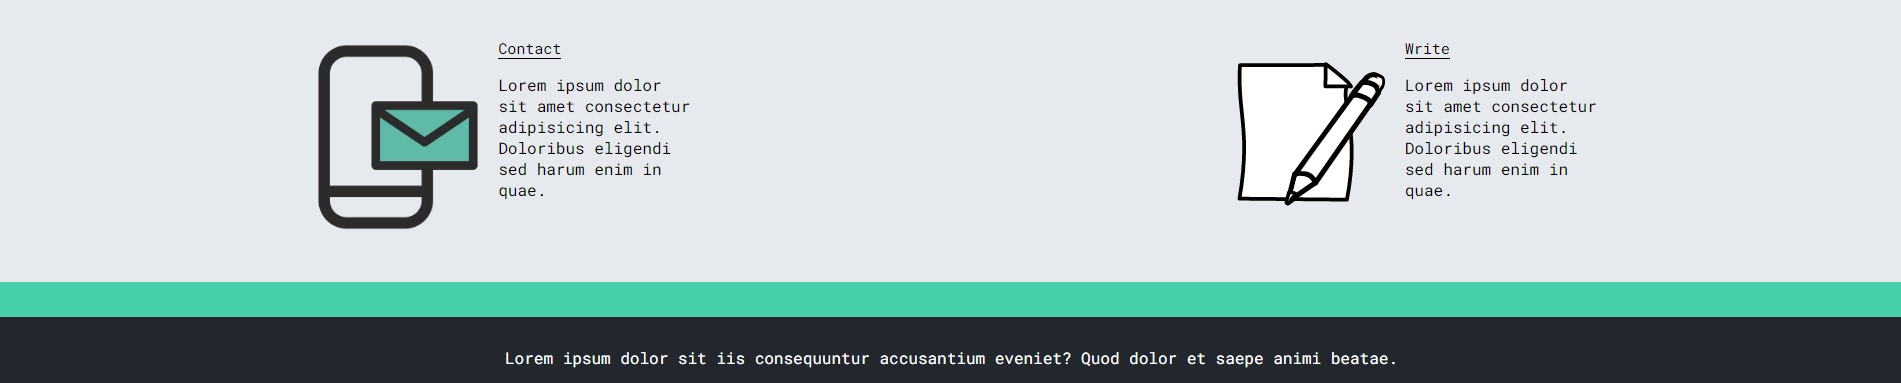 Contact
Lorem ipsum dolor
sit amet consectetur
adipisicing elit.
Doloribus eligendi
sed harum enim in
quae.
Write
Lorem ipsum dolor
sit amet consectetur
adipisicing elit.
Doloribus eligendi
sed harum enim in
quae.
Lorem ipsum dolor sit iis consequuntur accusantium eveniet? Quod dolor et saepe animi beatae.